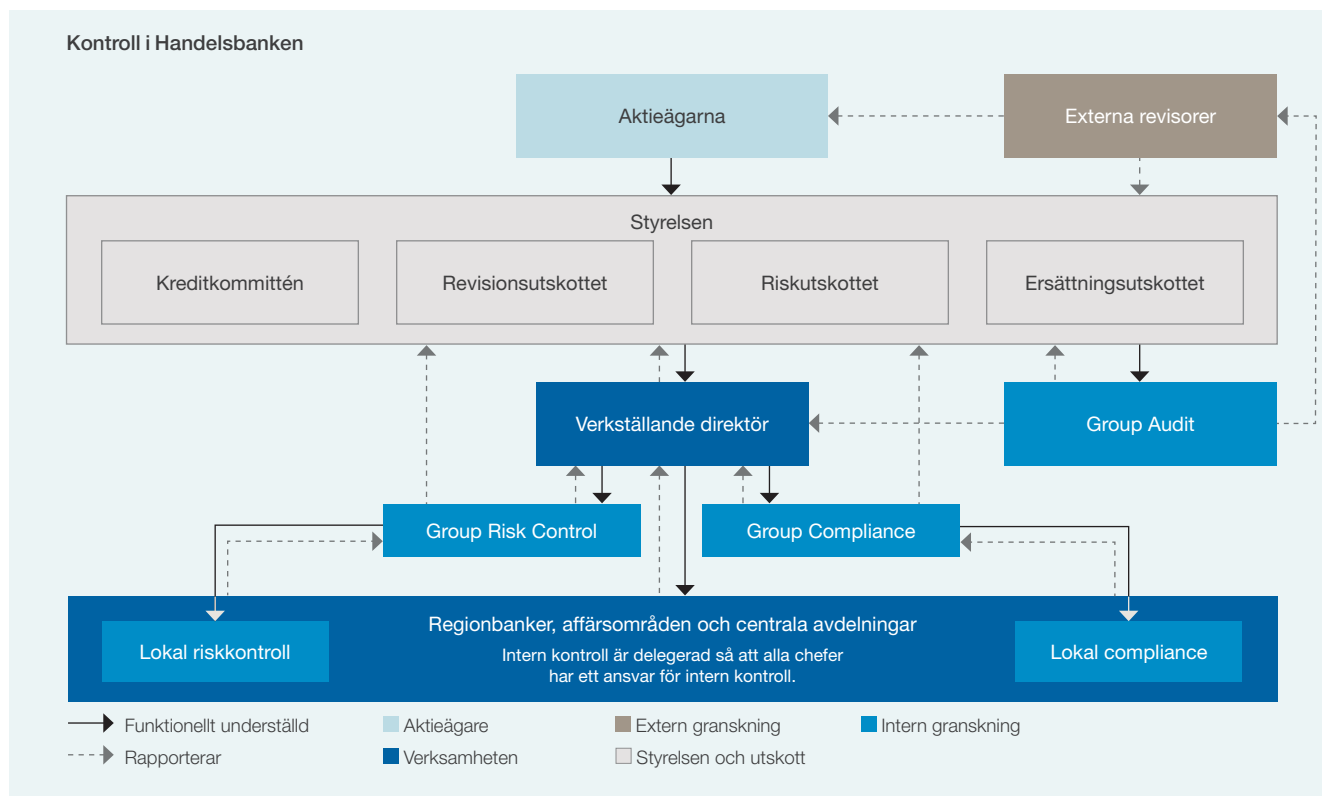 Kontroll i Handelsbanken
Aktieägarna
Externa revisorer
Styrelsen
Kreditkommittén
Revisionsutskottet
Riskutskottet
Ersättningsutskottet
Verkställande direktör
Group Audit
Group Risk Control
Group Compliance
Regionbanker, affärsområden och centrala avdelningar
Lokal riskkontroll
Intern kontroll är delegerad så att alla chefer
har ett ansvar för intern kontroll.
Lokal compliance
Funktionellt underställd
Aktieägare
Extern granskning
Intern granskning
Rapporterar
Verksamheten
Styrelsen och utskott